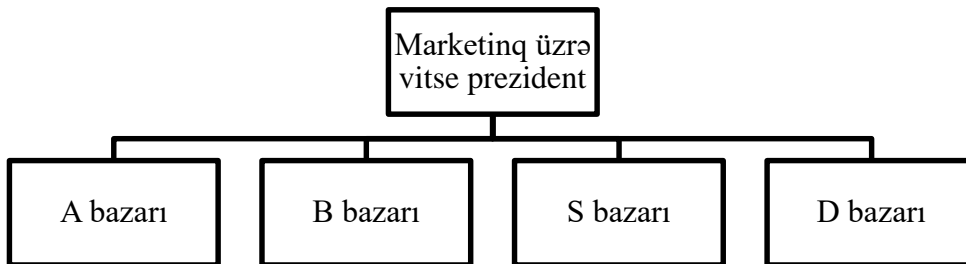 Marketinq üzrə
vitse prezident
A bazarı
B bazarı
S bazarı
D bazarı